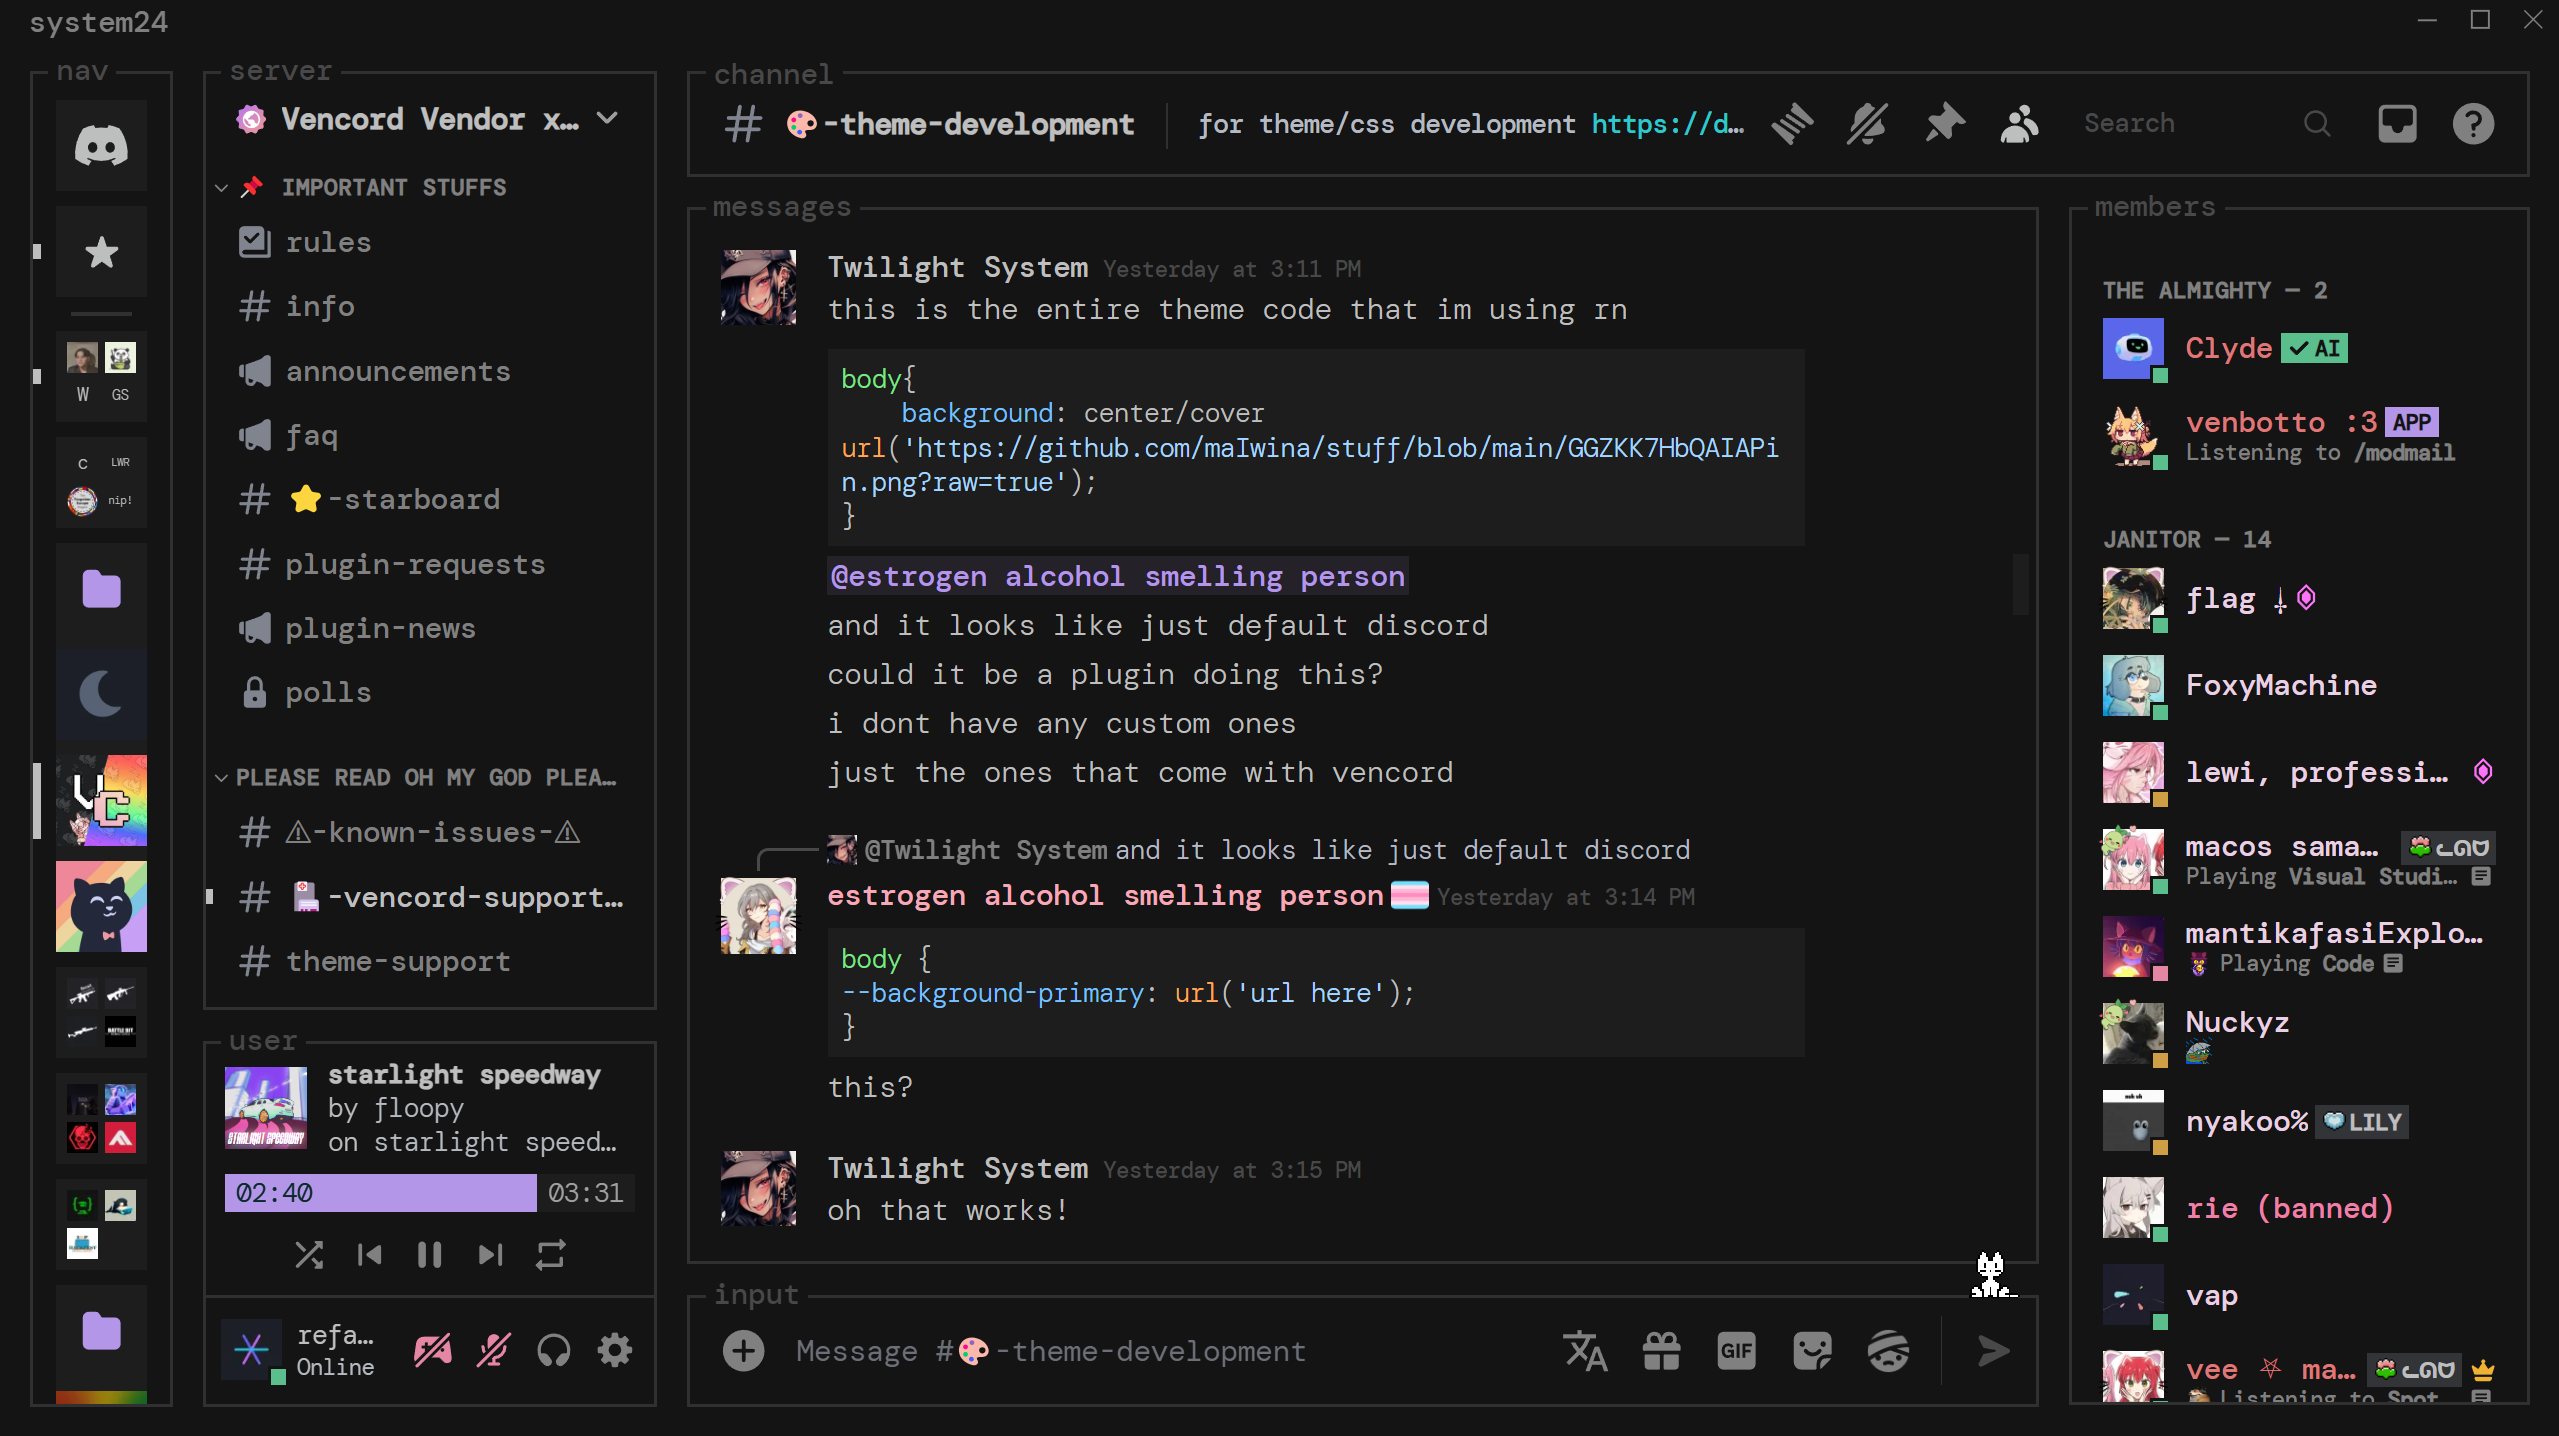 system24
nav
W GS
C LWR
nip!
server
Vencord Vendor x…
IMPORTANT STUFFS
rules
info
announcements
faq
-starboard
plugin-requests
plugin-news
polls
PLEASE READ OH MY GOD PLEA…
⚠-known-issues-⚠
-vencord-support…
theme-support
user
STARLIGHT SPEEDWAY
starlight speedway
by floopy
on starlight speed…
02:40 03:31
refa…
Online
channel
# 🎨-theme-development
for theme/css development https://d…
Search
messages
Twilight System Yesterday at 3:11 PM
this is the entire theme code that im using rn
body{
background: center/cover
url('https://github.com/maIwina/stuff/blob/main/GGZKK7HbQAIAPi
n.png?raw=true');
}
@estrogen alcohol smelling person
and it looks like just default discord
could it be a plugin doing this?
i dont have any custom ones
just the ones that come with vencord
@Twilight System and it looks like just default discord
estrogen alcohol smelling person Yesterday at 3:14 PM
body {
--background-primary: url('url here');
}
this?
Twilight System Yesterday at 3:15 PM
oh that works!
input
Message #🎨-theme-development
GIF
members
THE ALMIGHTY — 2
Clyde ✓ AI
venbotto :3 APP
Listening to /modmail
JANITOR — 14
flag
FoxyMachine
lewi, professi…
macos sama…
Playing Visual Studi…
mantikafasiExplo…
Playing Code
Nuckyz
nyakoo% LILY
rie (banned)
vap
vee ⛧ ma…
Listening to Spot…